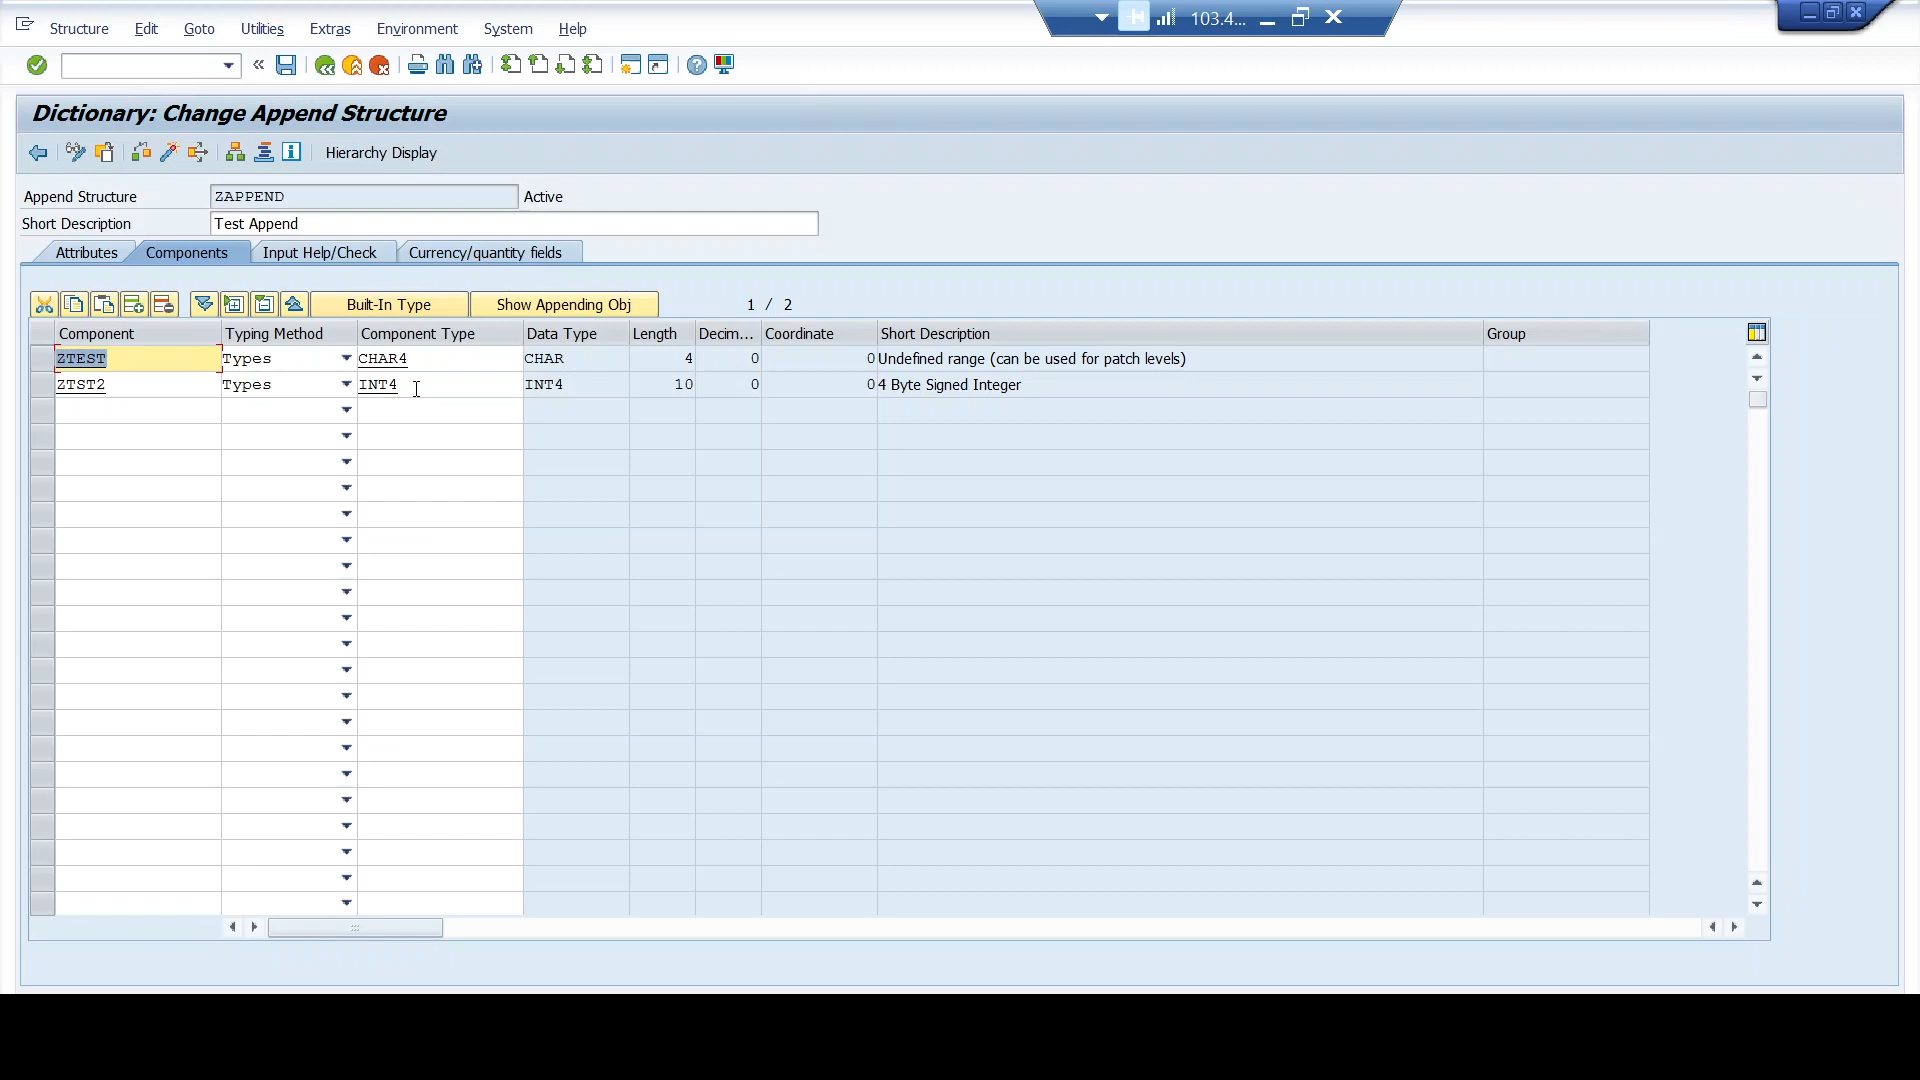 Structure Edit Goto Utilities Extras Environment System Help
103.4...
Dictionary: Change Append Structure
Hierarchy Display
Append Structure ZAPPEND Active
Short Description Test Append
Attributes Components Input Help/Check Currency/quantity fields
Built-In Type Show Appending Obj 1 / 2
Component Typing Method Component Type Data Type Length Decim... Coordinate Short Description Group
ZTEST Types CHAR4 CHAR 4 0 0 Undefined range (can be used for patch levels)
ZTST2 Types INT4 INT4 10 0 0 4 Byte Signed Integer